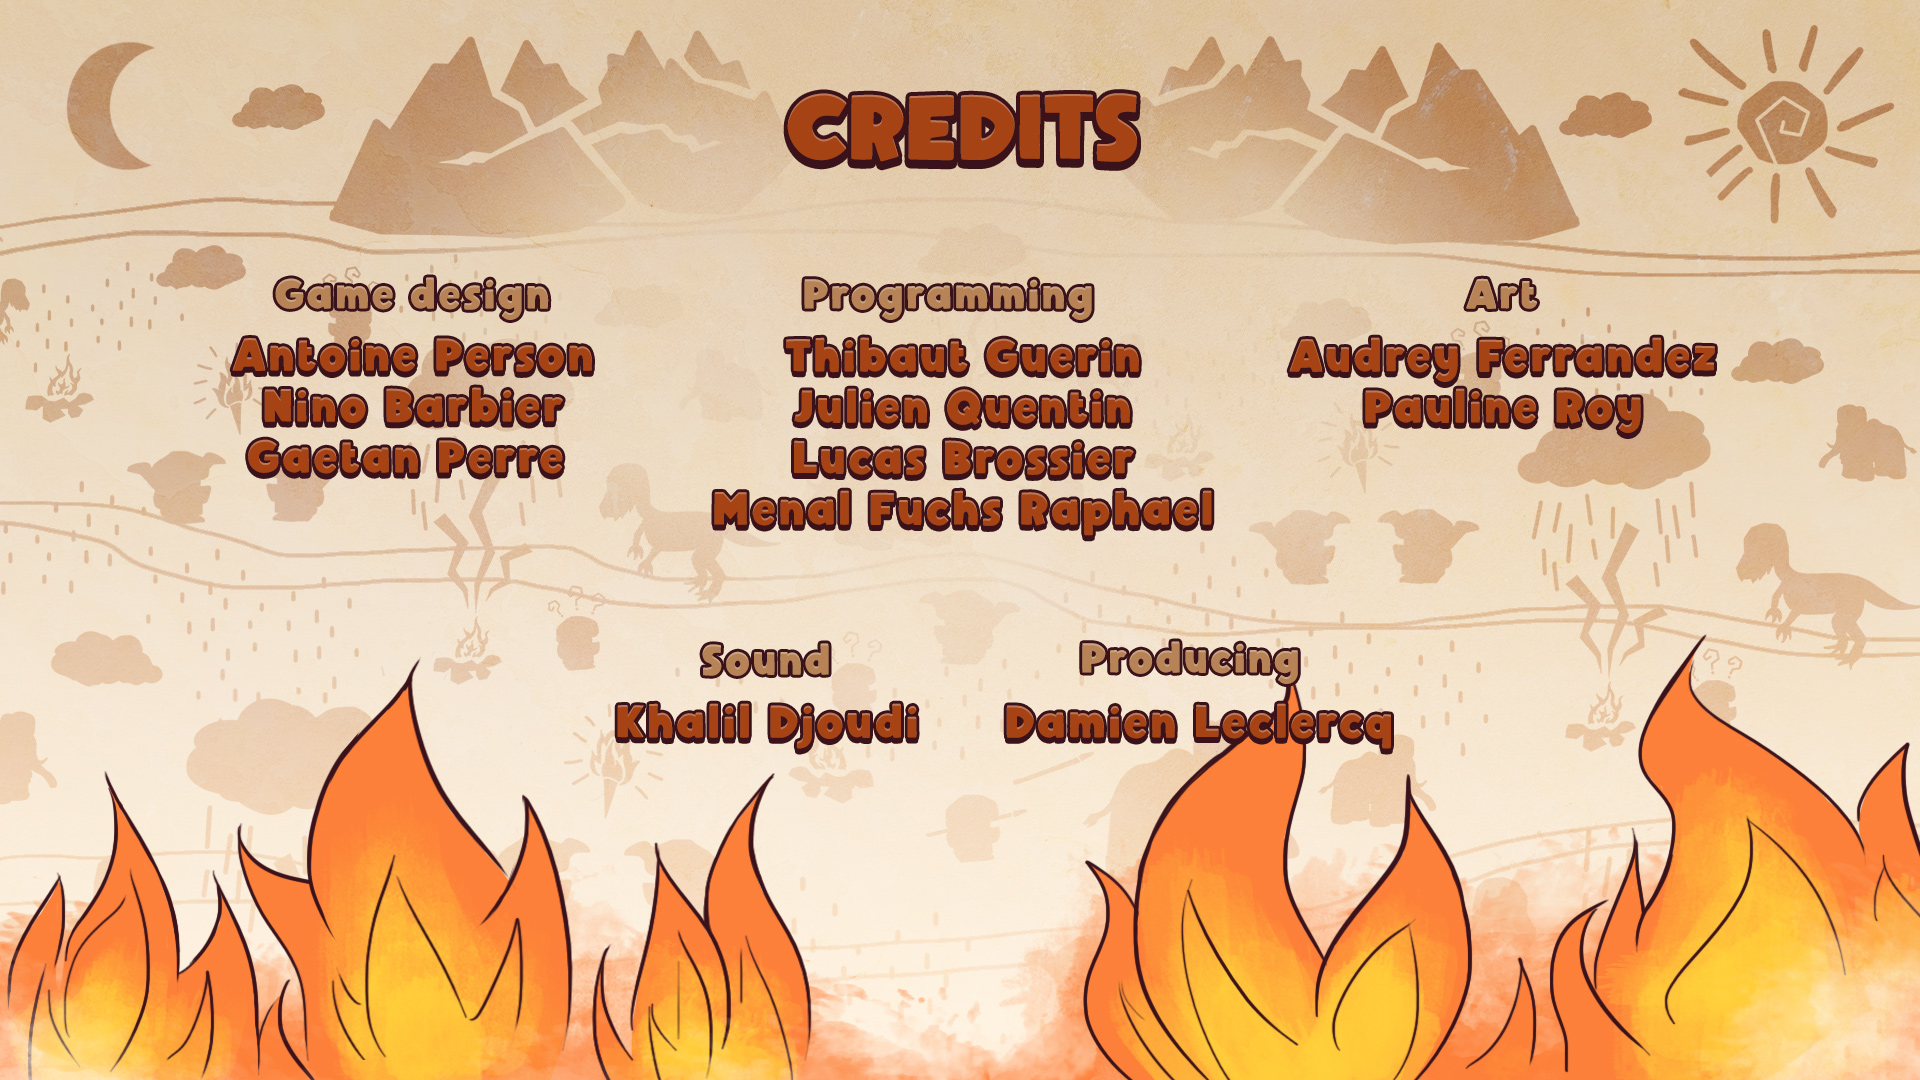 CREDITS
Game design
Antoine Person
Nino Barbier
Gaetan Perre
Programming
Thibaut Guerin
Julien Quentin
Lucas Brossier
Menal Fuchs Raphael
Art
Audrey Ferrandez
Pauline Roy
Sound
Khalil Djoudi
Producing
Damien Leclercq